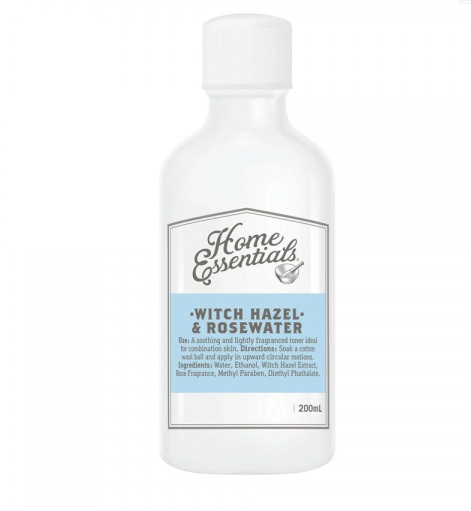 Home
Essentials
·WITCH HAZEL·
& ROSEWATER
Use: A soothing and lightly fragranced toner ideal
for combination skin. Directions: Soak a cotton
wool ball and apply in upward circular motions.
Ingredients: Water, Ethanol, Witch Hazel Extract,
Rose Fragrance, Methyl Paraben, Diethyl Phathalate.
200mL